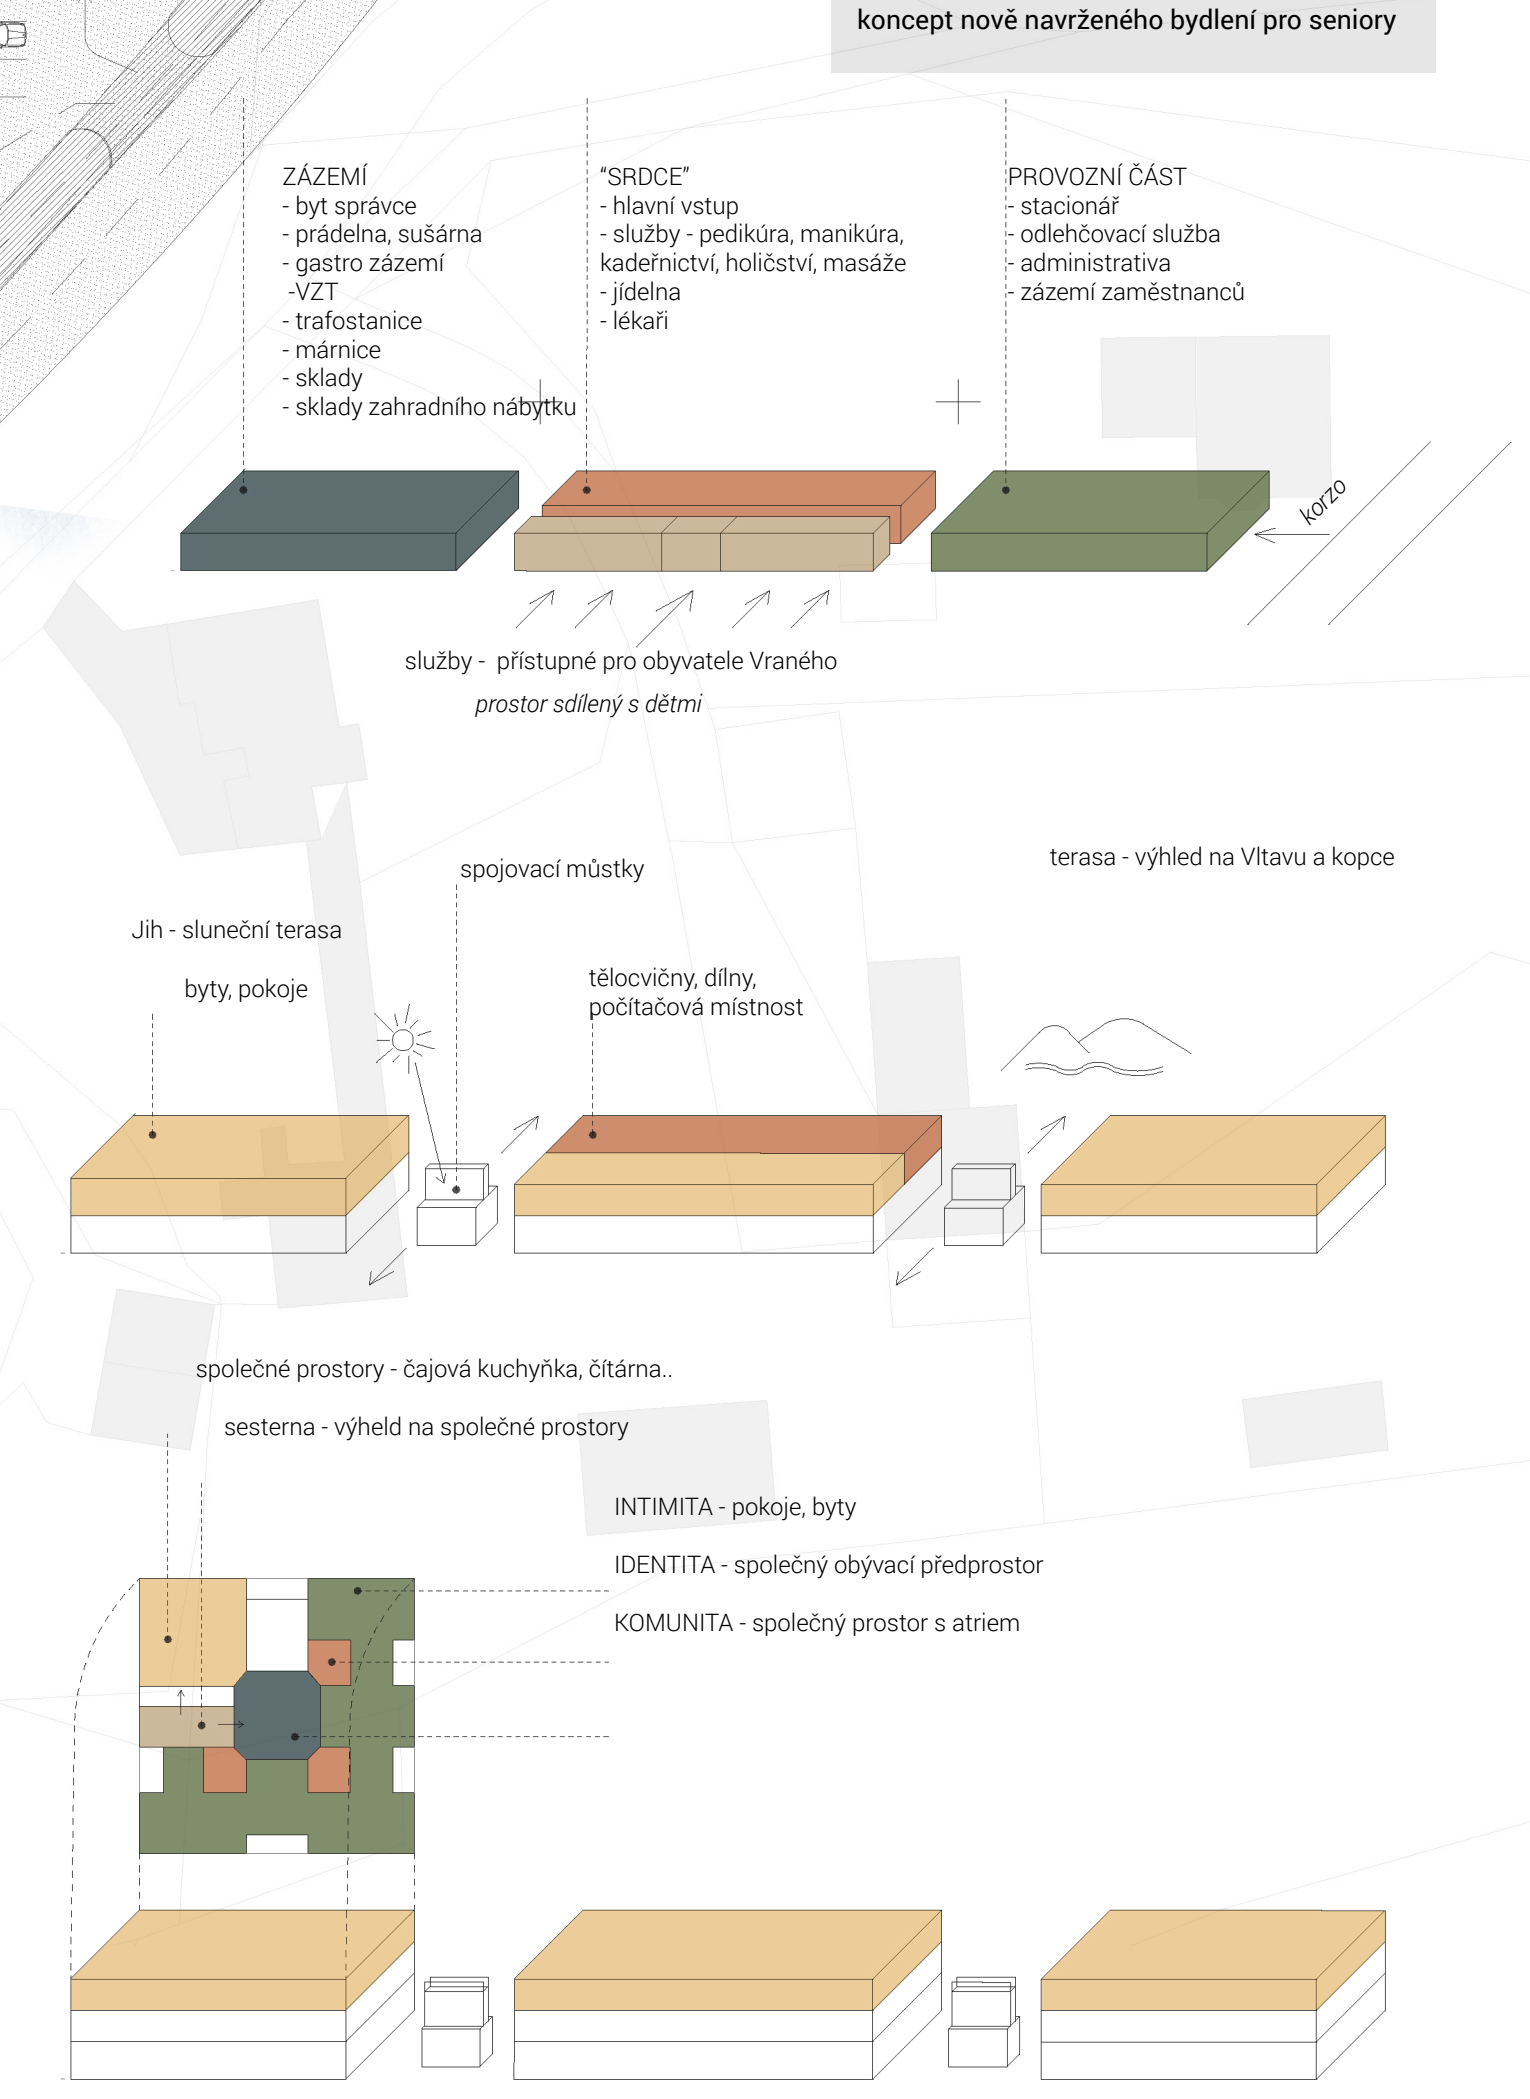 koncept nově navrženého bydlení pro seniory
ZÁZEMÍ
- byt správce
- prádelna, sušárna
- gastro zázemí
-VZT
- trafostanice
- márnice
- sklady
- sklady zahradního nábytku
“SRDCE”
- hlavní vstup
- služby - pedikúra, manikúra,
kadeřnictví, holičství, masáže
- jídelna
- lékaři
PROVOZNÍ ČÁST
- stacionář
- odlehčovací služba
- administrativa
- zázemí zaměstnanců
korzo
služby - přístupné pro obyvatele Vraného
prostor sdílený s dětmi
spojovací můstky
terasa - výhled na Vltavu a kopce
Jih - sluneční terasa
byty, pokoje
tělocvičny, dílny,
počítačová místnost
společné prostory - čajová kuchyňka, čítárna..
sesterna - výheld na společné prostory
INTIMITA - pokoje, byty
IDENTITA - společný obývací předprostor
KOMUNITA - společný prostor s atriem